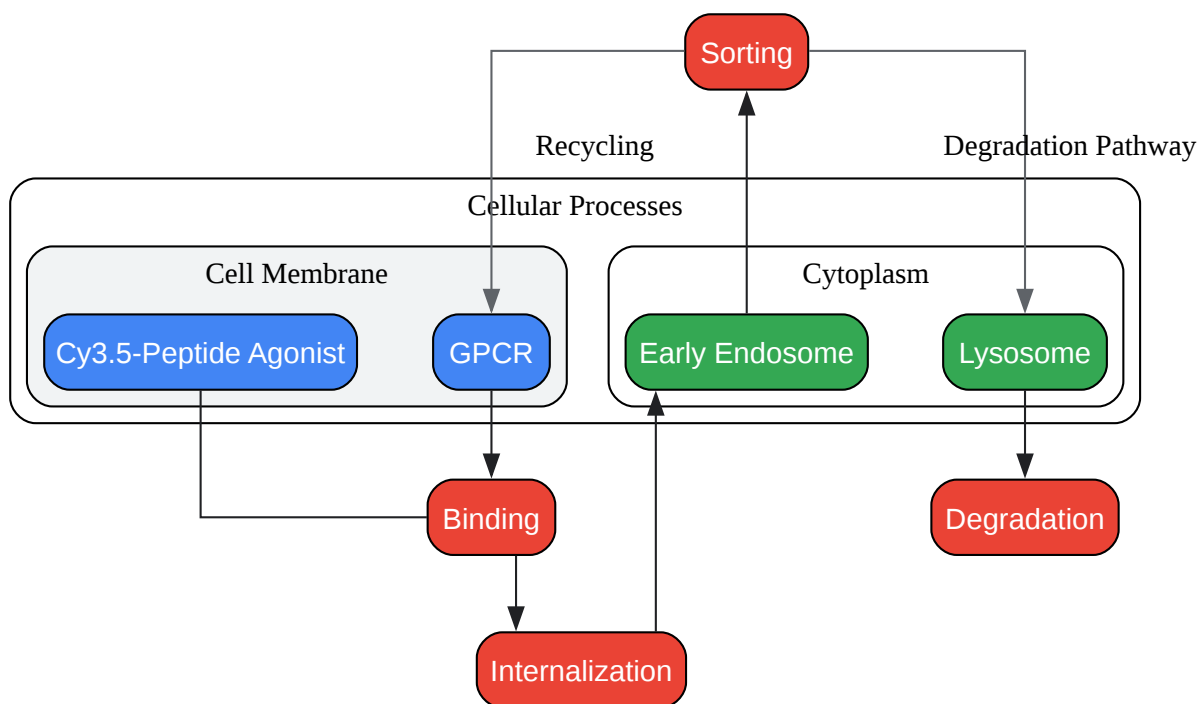 Sorting
Recycling
Degradation Pathway
Cellular Processes
Cell Membrane
Cytoplasm
Cy3.5-Peptide Agonist
GPCR
Early Endosome
Lysosome
Binding
Degradation
Internalization